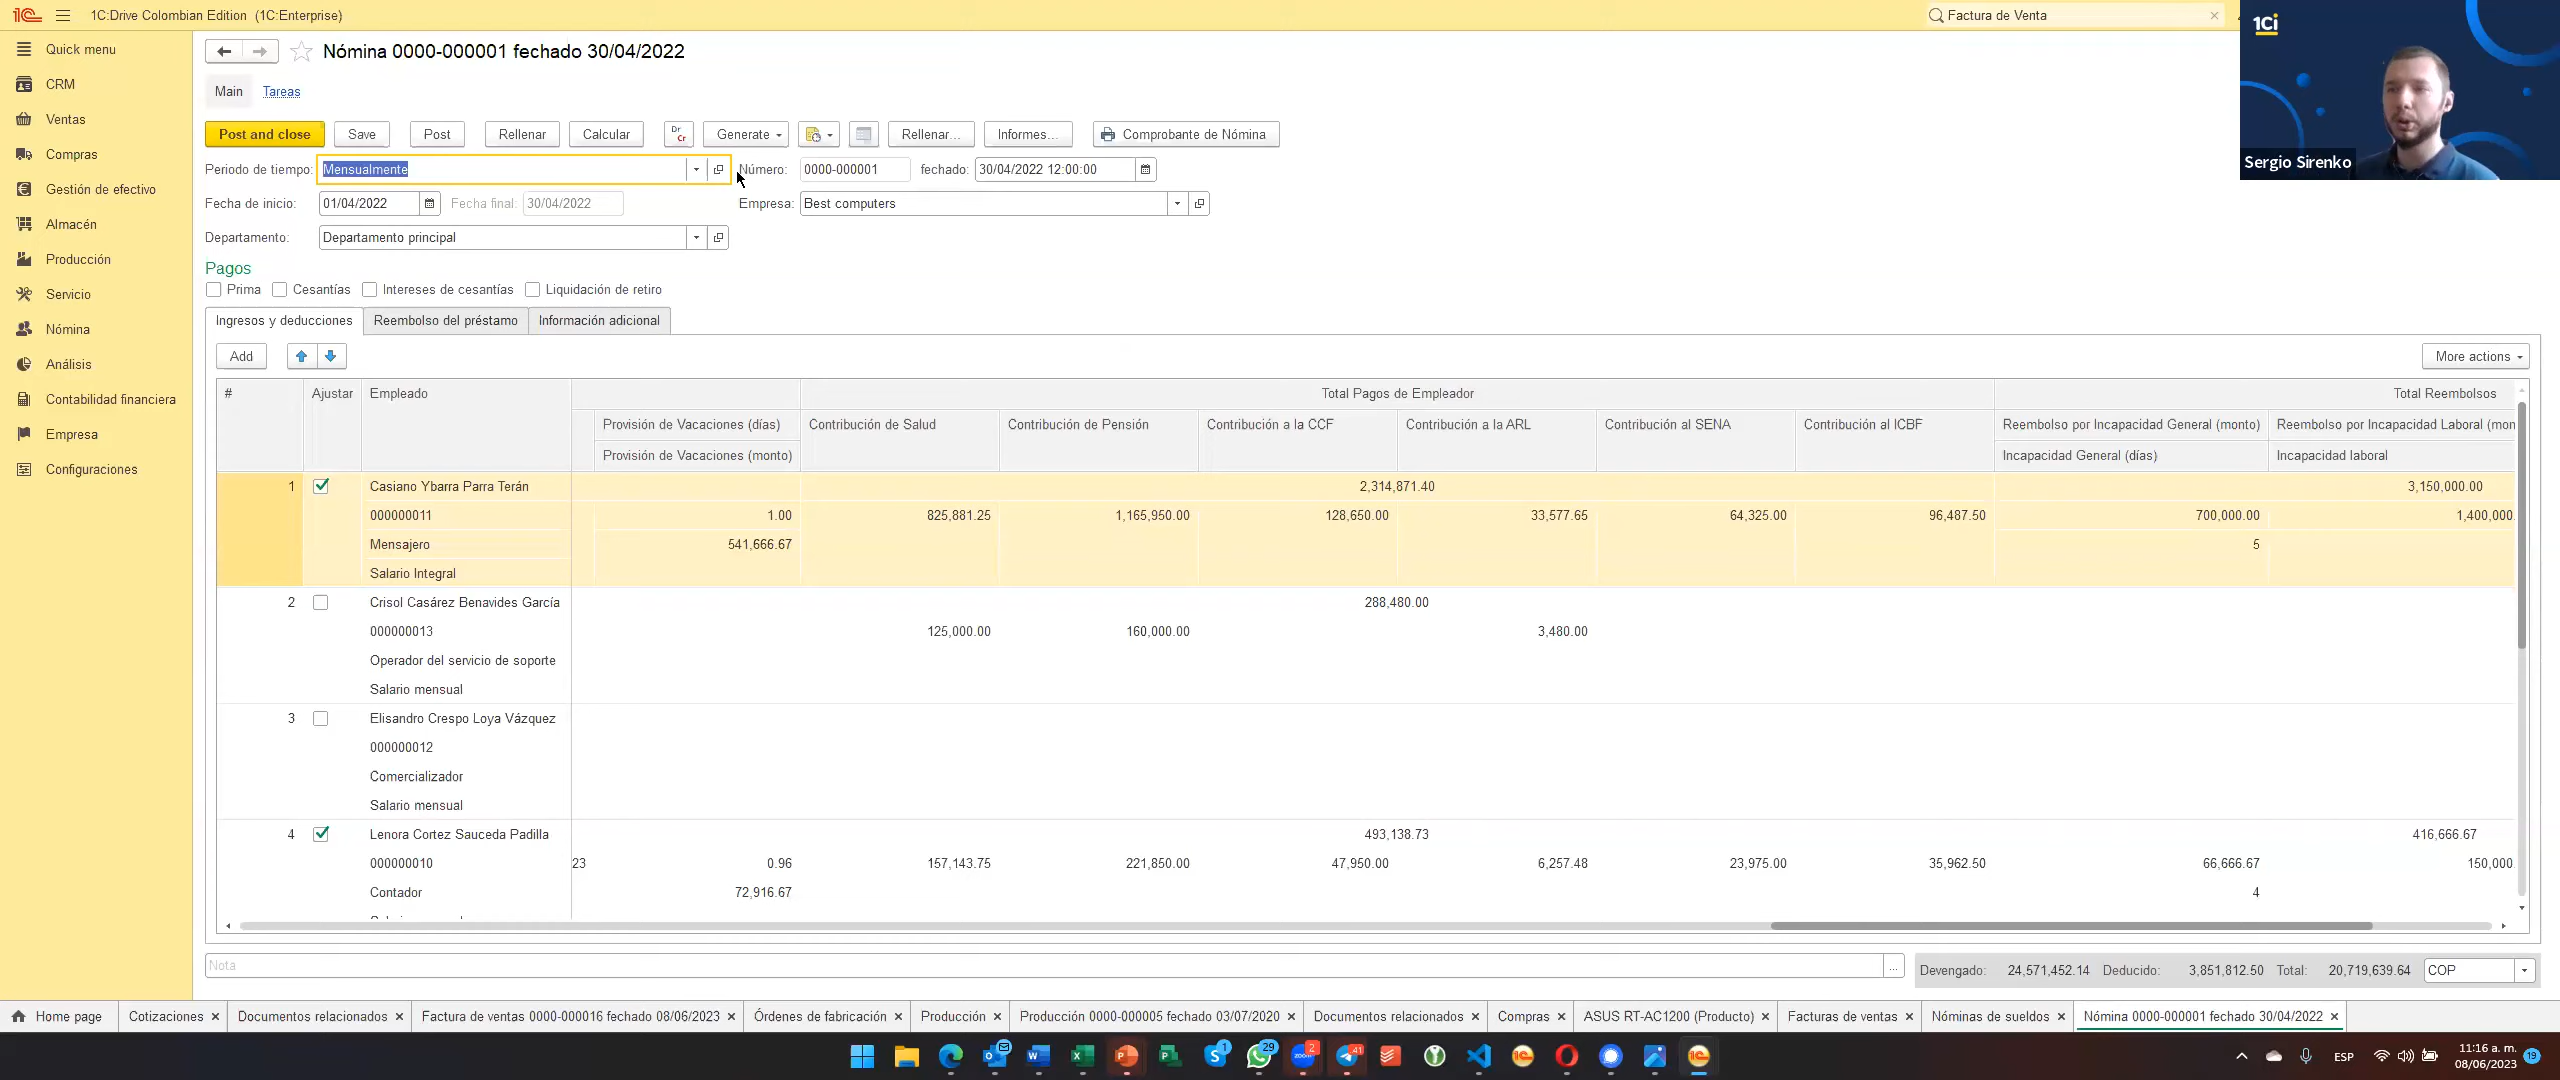 1C:Drive Colombian Edition (1C:Enterprise)
Factura de Venta
1Ci
Sergio Sirenko
Quick menu
CRM
Ventas
Compras
Gestión de efectivo
Almacén
Producción
Servicio
Nómina
Análisis
Contabilidad financiera
Empresa
Configuraciones
Nómina 0000-000001 fechado 30/04/2022
Main Tareas
Post and close Save Post Rellenar Calcular Dr Cr Generate Rellenar... Informes... Comprobante de Nómina
Periodo de tiempo: Mensualmente Número: 0000-000001 fechado: 30/04/2022 12:00:00
Fecha de inicio: 01/04/2022 Fecha final: 30/04/2022 Empresa: Best computers
Departamento: Departamento principal
Pagos
Prima Cesantías Intereses de cesantías Liquidación de retiro
Ingresos y deducciones Reembolso del préstamo Información adicional
Add More actions
# Ajustar Empleado Total Pagos de Empleador Total Reembolsos
Provisión de Vacaciones (días) Contribución de Salud Contribución de Pensión Contribución a la CCF Contribución a la ARL Contribución al SENA Contribución al ICBF Reembolso por Incapacidad General (monto) Reembolso por Incapacidad Laboral (mon
Provisión de Vacaciones (monto) Incapacidad General (días) Incapacidad laboral
1 Casiano Ybarra Parra Terán 2,314,871.40 3,150,000.00
000000011 1.00 825,881.25 1,165,950.00 128,650.00 33,577.65 64,325.00 96,487.50 700,000.00 1,400,000.
Mensajero 541,666.67 5
Salario Integral
2 Crisol Casárez Benavides García 288,480.00
000000013 125,000.00 160,000.00 3,480.00
Operador del servicio de soporte
Salario mensual
3 Elisandro Crespo Loya Vázquez
000000012
Comercializador
Salario mensual
4 Lenora Cortez Sauceda Padilla 493,138.73 416,666.67
000000010 23 0.96 157,143.75 221,850.00 47,950.00 6,257.48 23,975.00 35,962.50 66,666.67 150,000.
Contador 72,916.67 4
Nota ... Devengado: 24,571,452.14 Deducido: 3,851,812.50 Total: 20,719,639.64 COP
Home page Cotizaciones Documentos relacionados Factura de ventas 0000-000016 fechado 08/06/2023 Órdenes de fabricación Producción Producción 0000-000005 fechado 03/07/2020 Documentos relacionados Compras ASUS RT-AC1200 (Producto) Facturas de ventas Nóminas de sueldos Nómina 0000-000001 fechado 30/04/2022
1 29 2 41 ESP 11:16 a. m. 19
08/06/2023